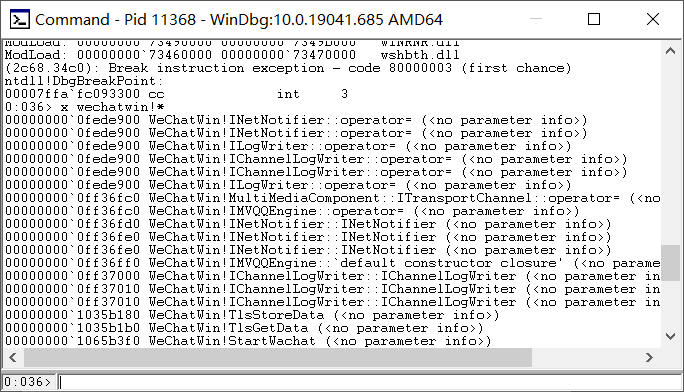 Command - Pid 11368 - WinDbg:10.0.19041.685 AMD64
ModLoad: 00000000`73490000 00000000`7349D000   WINRNR.dll
ModLoad: 00000000`73460000 00000000`73470000   wshbth.dll
(2c68.34c0): Break instruction exception - code 80000003 (first chance)
ntdll!DbgBreakPoint:
00007ffa`fc093300 cc              int     3
0:036> x wechatwin!*
00000000`0fede900 WeChatWin!INetNotifier::operator= (<no parameter info>)
00000000`0fede900 WeChatWin!INetNotifier::operator= (<no parameter info>)
00000000`0fede900 WeChatWin!ILogWriter::operator= (<no parameter info>)
00000000`0fede900 WeChatWin!IChannelLogWriter::operator= (<no parameter info>)
00000000`0fede900 WeChatWin!IChannelLogWriter::operator= (<no parameter info>)
00000000`0fede900 WeChatWin!ILogWriter::operator= (<no parameter info>)
00000000`0ff36fc0 WeChatWin!MultiMediaComponent::ITransportChannel::operator= (<no
00000000`0ff36fc0 WeChatWin!IMVQQEngine::operator= (<no parameter info>)
00000000`0ff36fd0 WeChatWin!INetNotifier::INetNotifier (<no parameter info>)
00000000`0ff36fe0 WeChatWin!INetNotifier::INetNotifier (<no parameter info>)
00000000`0ff36fe0 WeChatWin!INetNotifier::INetNotifier (<no parameter info>)
00000000`0ff36ff0 WeChatWin!IMVQQEngine::`default constructor closure' (<no parame
00000000`0ff37000 WeChatWin!IChannelLogWriter::IChannelLogWriter (<no parameter in
00000000`0ff37010 WeChatWin!IChannelLogWriter::IChannelLogWriter (<no parameter in
00000000`0ff37010 WeChatWin!IChannelLogWriter::IChannelLogWriter (<no parameter in
00000000`1035b180 WeChatWin!TlsStoreData (<no parameter info>)
00000000`1035b1b0 WeChatWin!TlsGetData (<no parameter info>)
00000000`1065b3f0 WeChatWin!StartWachat (<no parameter info>)
0:036>